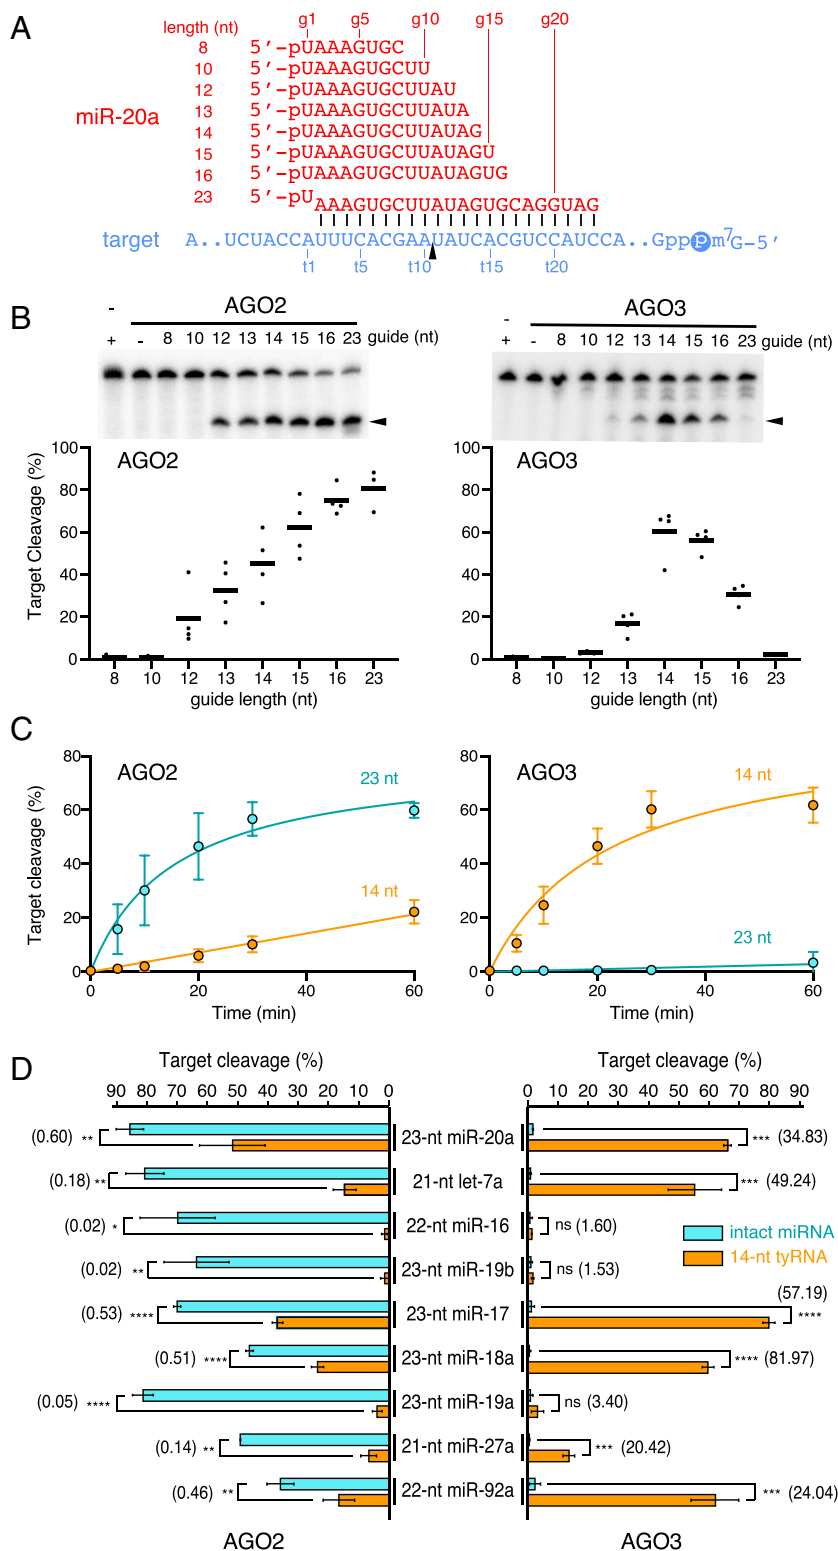 A
length (nt)
g1 g5 g10 g15 g20
miR-20a
8 5′-pUAAAGUGC
10 5′-pUAAAGUGCUU
12 5′-pUAAAGUGCUUAU
13 5′-pUAAAGUGCUUAUA
14 5′-pUAAAGUGCUUAUAG
15 5′-pUAAAGUGCUUAUAGU
16 5′-pUAAAGUGCUUAUAGUG
23 5′-pUAAAGUGCUUAUAGUGCAGGUAG
target A..UCUACCAUUUCACGAAUAUCACGUCCAUCCA..Gpppm7G-5′
t1 t5 t10 t15 t20
B
- AGO2
+ - 8 10 12 13 14 15 16 23 guide (nt)
- AGO3
+ - 8 10 12 13 14 15 16 23 guide (nt)
Target Cleavage (%)
AGO2
100
80
60
40
20
0
8 10 12 13 14 15 16 23
guide length (nt)
AGO3
100
80
60
40
20
0
8 10 12 13 14 15 16 23
guide length (nt)
C
Target cleavage (%)
AGO2
23 nt
14 nt
80
60
40
20
0
0 20 40 60
Time (min)
AGO3
14 nt
23 nt
80
60
40
20
0
0 20 40 60
Time (min)
D
Target cleavage (%) Target cleavage (%)
90 80 70 60 50 40 30 20 10 0 0 10 20 30 40 50 60 70 80 90
(0.60) ** 23-nt miR-20a *** (34.83)
(0.18) ** 21-nt let-7a *** (49.24)
(0.02) * 22-nt miR-16 ns (1.60)
intact miRNA
14-nt tyRNA
(0.02) ** 23-nt miR-19b ns (1.53)
(0.53) **** 23-nt miR-17 (57.19) ****
(0.51) **** 23-nt miR-18a **** (81.97)
(0.05) **** 23-nt miR-19a ns (3.40)
(0.14) ** 21-nt miR-27a *** (20.42)
(0.46) ** 22-nt miR-92a *** (24.04)
AGO2 AGO3